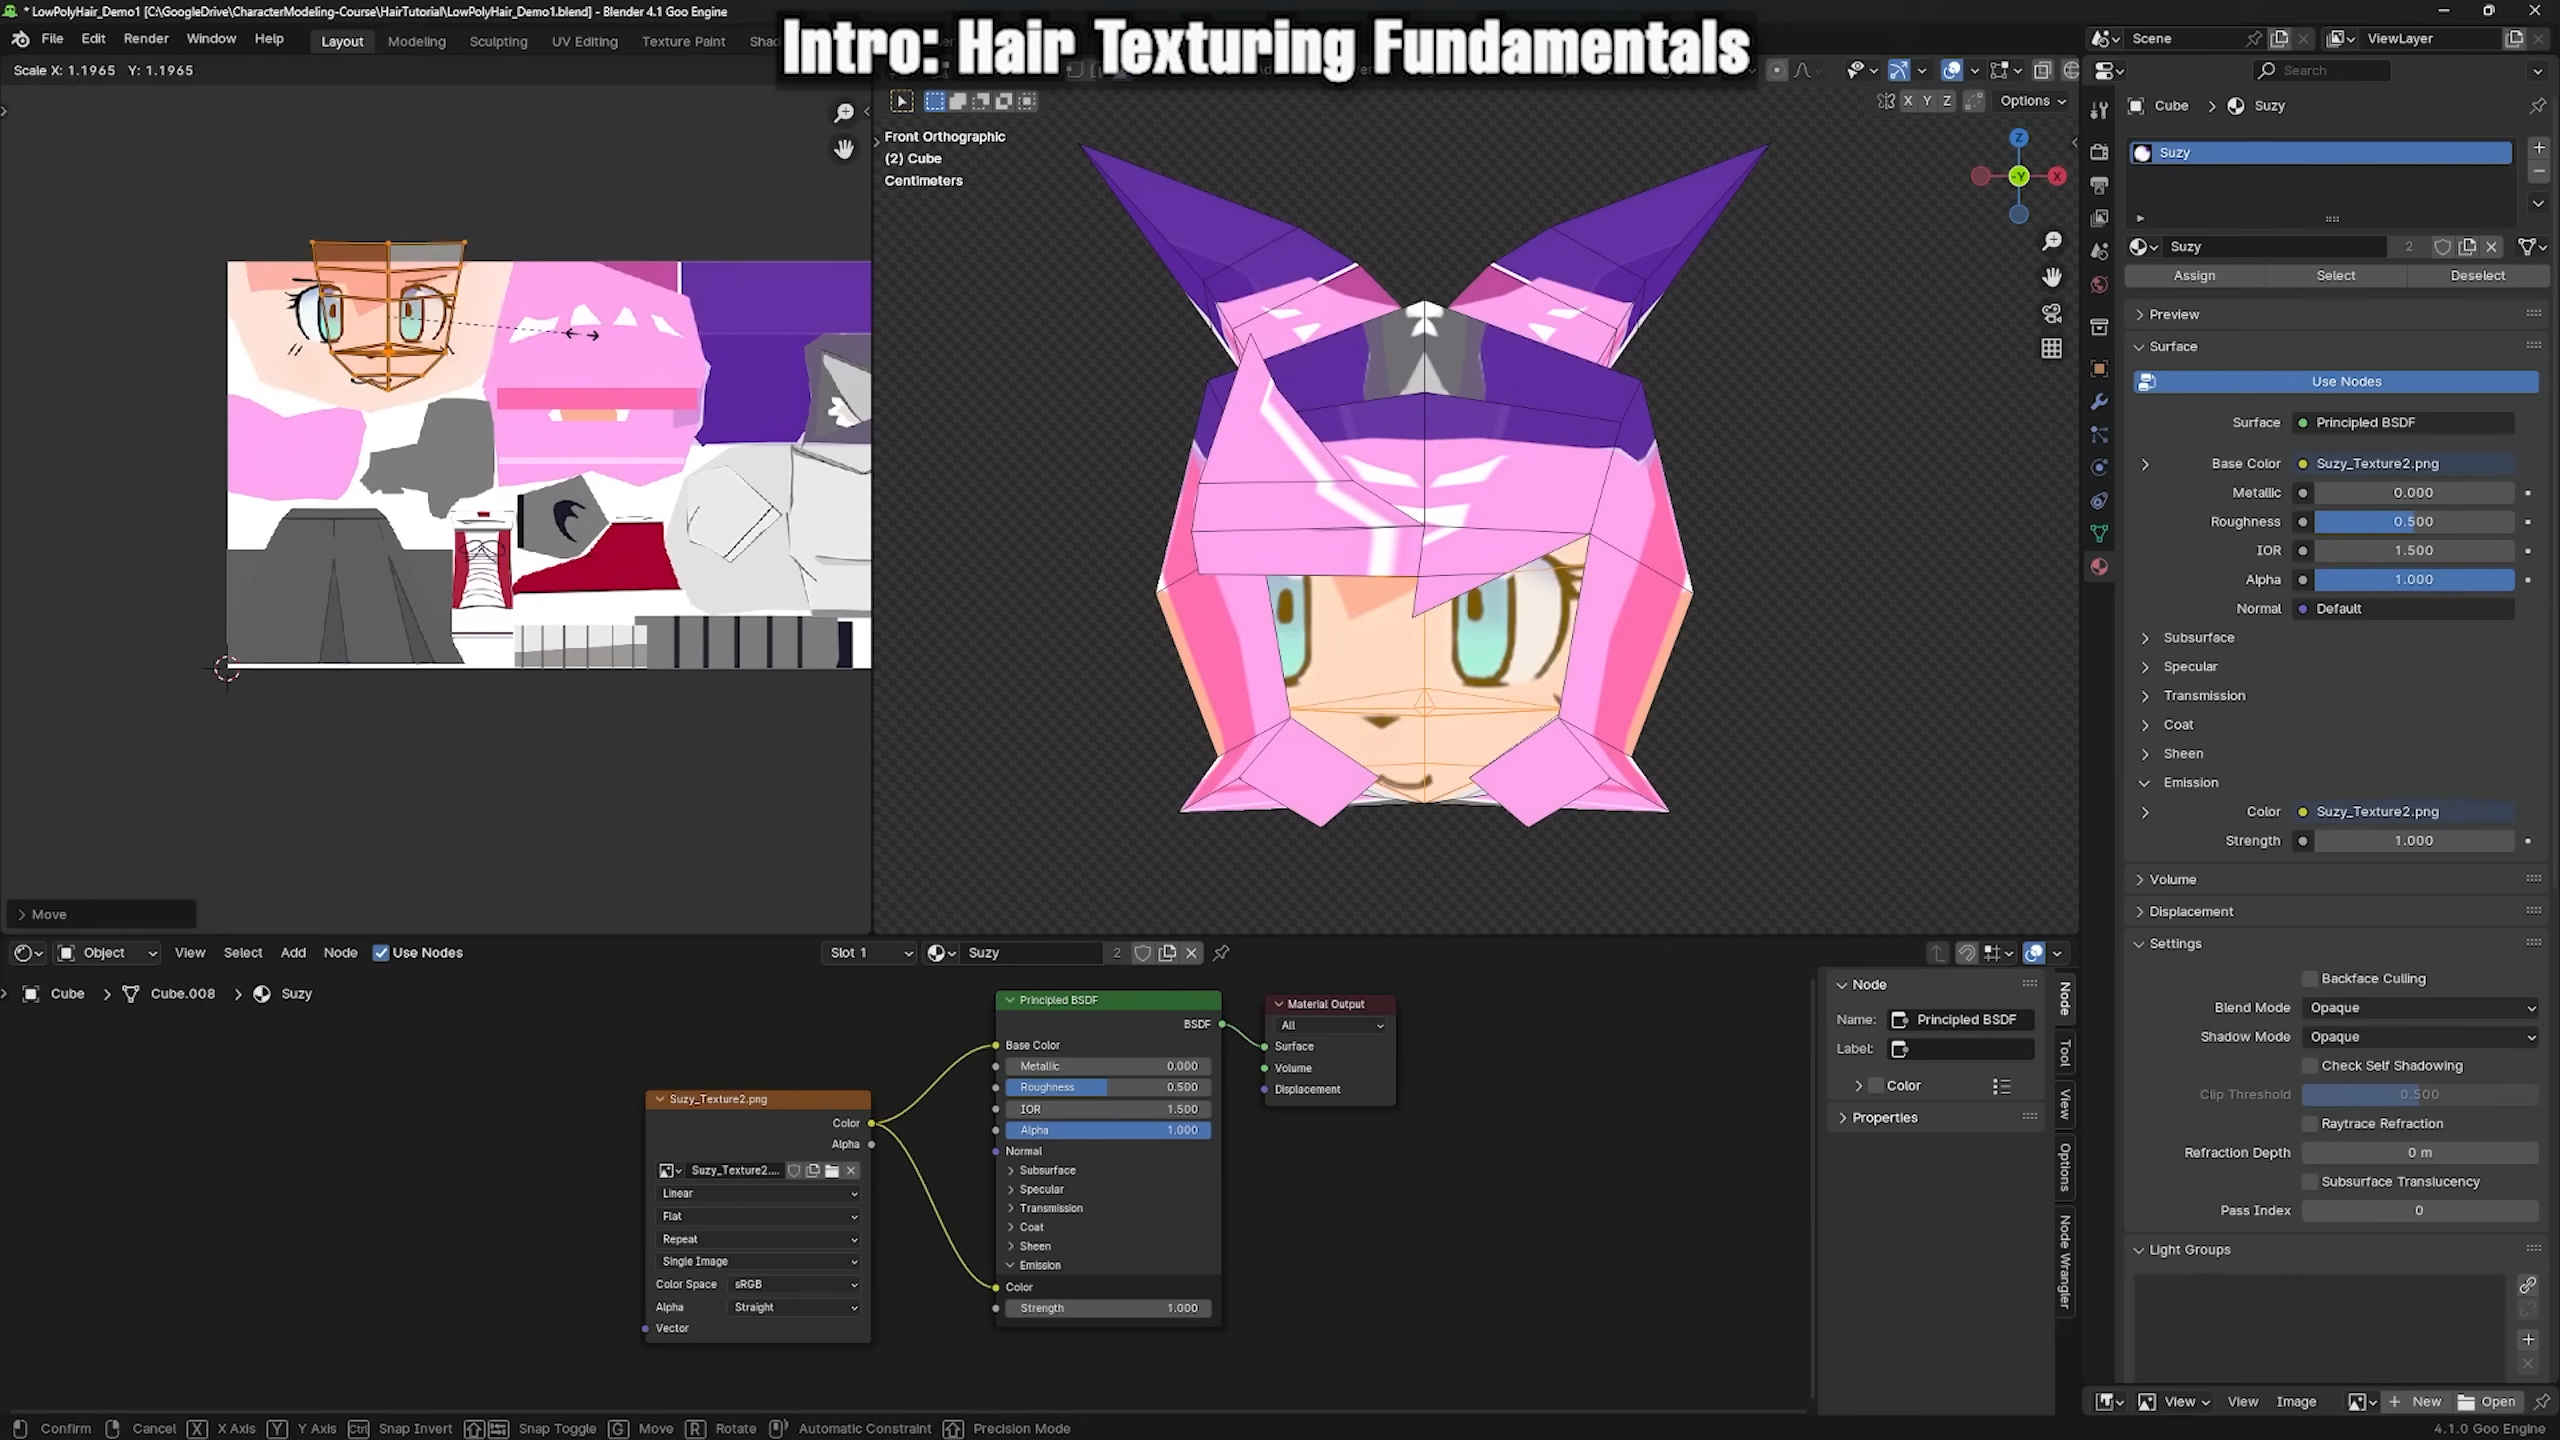 * LowPolyHair_Demo1 [C:\GoogleDrive\CharacterModeling-Course\HairTutorial\LowPolyHair_Demo1.blend] - Blender 4.1 Goo Engine
Intro: Hair Texturing Fundamentals
File Edit Render Window Help Layout Modeling Sculpting UV Editing Texture Paint
Scene ViewLayer
Scale X: 1.1965 Y: 1.1965
Search
X Y Z Options
Cube > Suzy
Front Orthographic
(2) Cube
Centimeters
Z
-Y
X
Suzy
Suzy 2
Assign Select Deselect
Preview
Surface
Use Nodes
Surface Principled BSDF
Base Color Suzy_Texture2.png
Metallic 0.000
Roughness 0.500
IOR 1.500
Alpha 1.000
Normal Default
Subsurface
Specular
Transmission
Coat
Sheen
Emission
Color Suzy_Texture2.png
Strength 1.000
Volume
Displacement
Settings
Backface Culling
Blend Mode Opaque
Shadow Mode Opaque
Check Self Shadowing
Clip Threshold 0.500
Raytrace Refraction
Refraction Depth 0 m
Subsurface Translucency
Pass Index 0
Light Groups
View View Image New Open
Move
Object View Select Add Node Use Nodes Slot 1 Suzy 2
Cube > Cube.008 > Suzy
Suzy_Texture2.png
Color
Alpha
Suzy_Texture2....
Linear
Flat
Repeat
Single Image
Color Space sRGB
Alpha Straight
Vector
Principled BSDF
BSDF
Base Color
Metallic 0.000
Roughness 0.500
IOR 1.500
Alpha 1.000
Normal
Subsurface
Specular
Transmission
Coat
Sheen
Emission
Color
Strength 1.000
Material Output
All
Surface
Volume
Displacement
Node
Name: Principled BSDF
Label:
Color
Properties
Node
Tool
View
Options
Node Wrangler
Confirm Cancel X X Axis Y Y Axis Ctrl Snap Invert Snap Toggle G Move R Rotate Automatic Constraint Precision Mode
4.1.0 Goo Engine